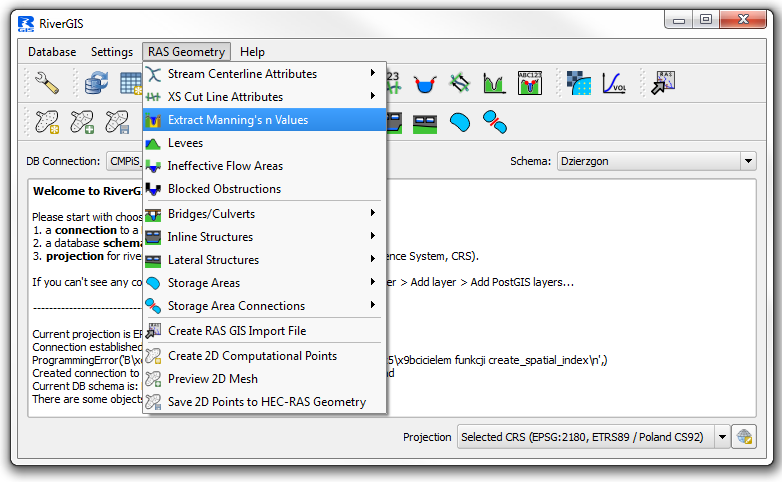 RiverGIS
Database Settings RAS Geometry Help
Stream Centerline Attributes
XS Cut Line Attributes
Extract Manning's n Values
Levees
Ineffective Flow Areas
Blocked Obstructions
Bridges/Culverts
Inline Structures
Lateral Structures
Storage Areas
Storage Area Connections
Create RAS GIS Import File
Create 2D Computational Points
Preview 2D Mesh
Save 2D Points to HEC-RAS Geometry
123
ABC123
VOL
RAS
DB Connection: CMPiS
Schema: Dzierzgon
Welcome to RiverG
Please start with choos
1. a connection to a
2. a database schem
3. projection for rive ence System, CRS).
If you can't see any co er > Add layer > Add PostGIS layers...
Current projection is EP
Connection established
ProgrammingError('B\x 5\x9bcicielem funkcji create_spatial_index\n',)
Created connection to nd
Current DB schema is:
There are some object
Projection Selected CRS (EPSG:2180, ETRS89 / Poland CS92)